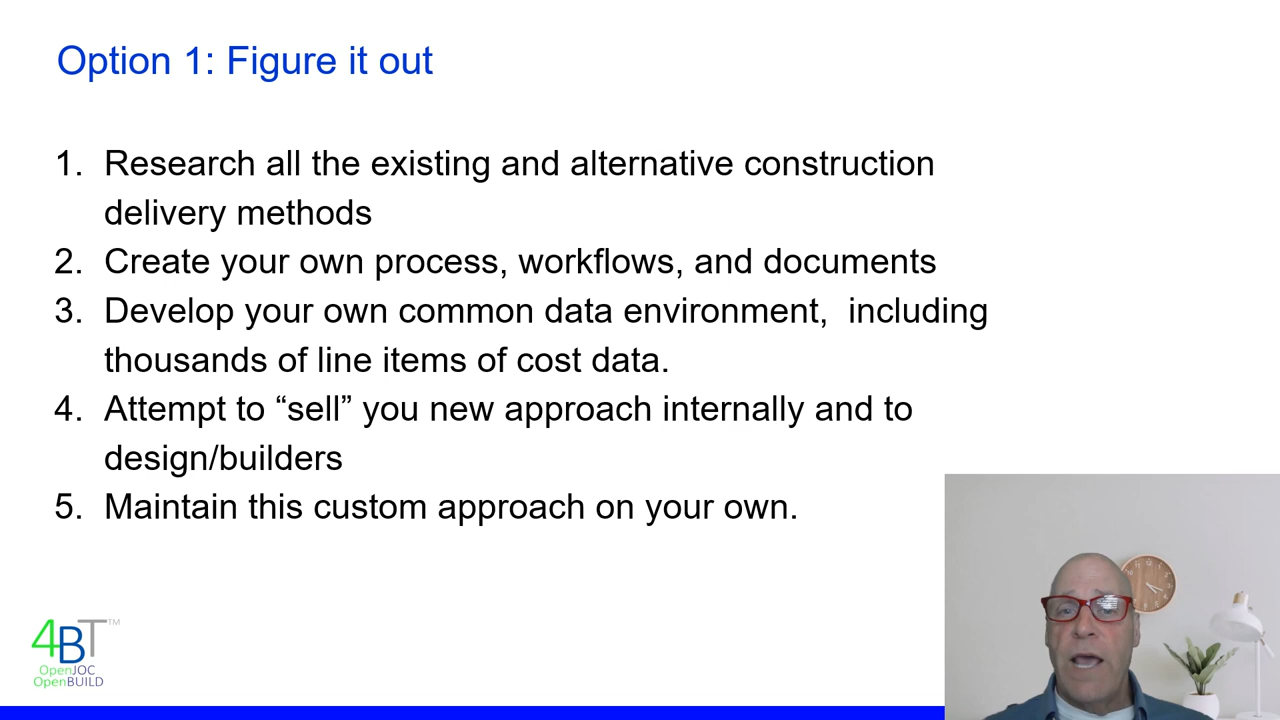 Option 1: Figure it out
1. Research all the existing and alternative construction
delivery methods
2. Create your own process, workflows, and documents
3. Develop your own common data environment,  including
thousands of line items of cost data.
4. Attempt to “sell” you new approach internally and to
design/builders
5. Maintain this custom approach on your own.
4BT™
OpenJOC
OpenBUILD